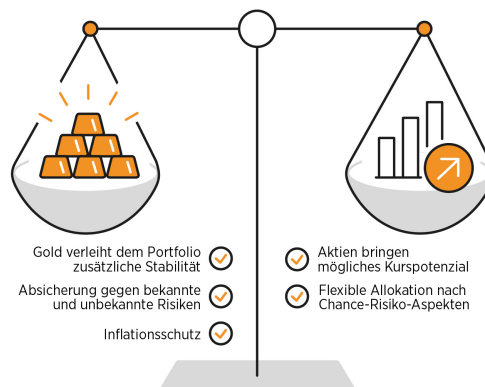 Gold verleiht dem Portfolio
zusätzliche Stabilität
Absicherung gegen bekannte
und unbekannte Risiken
Inflationsschutz
Aktien bringen
mögliches Kurspotenzial
Flexible Allokation nach
Chance-Risiko-Aspekten